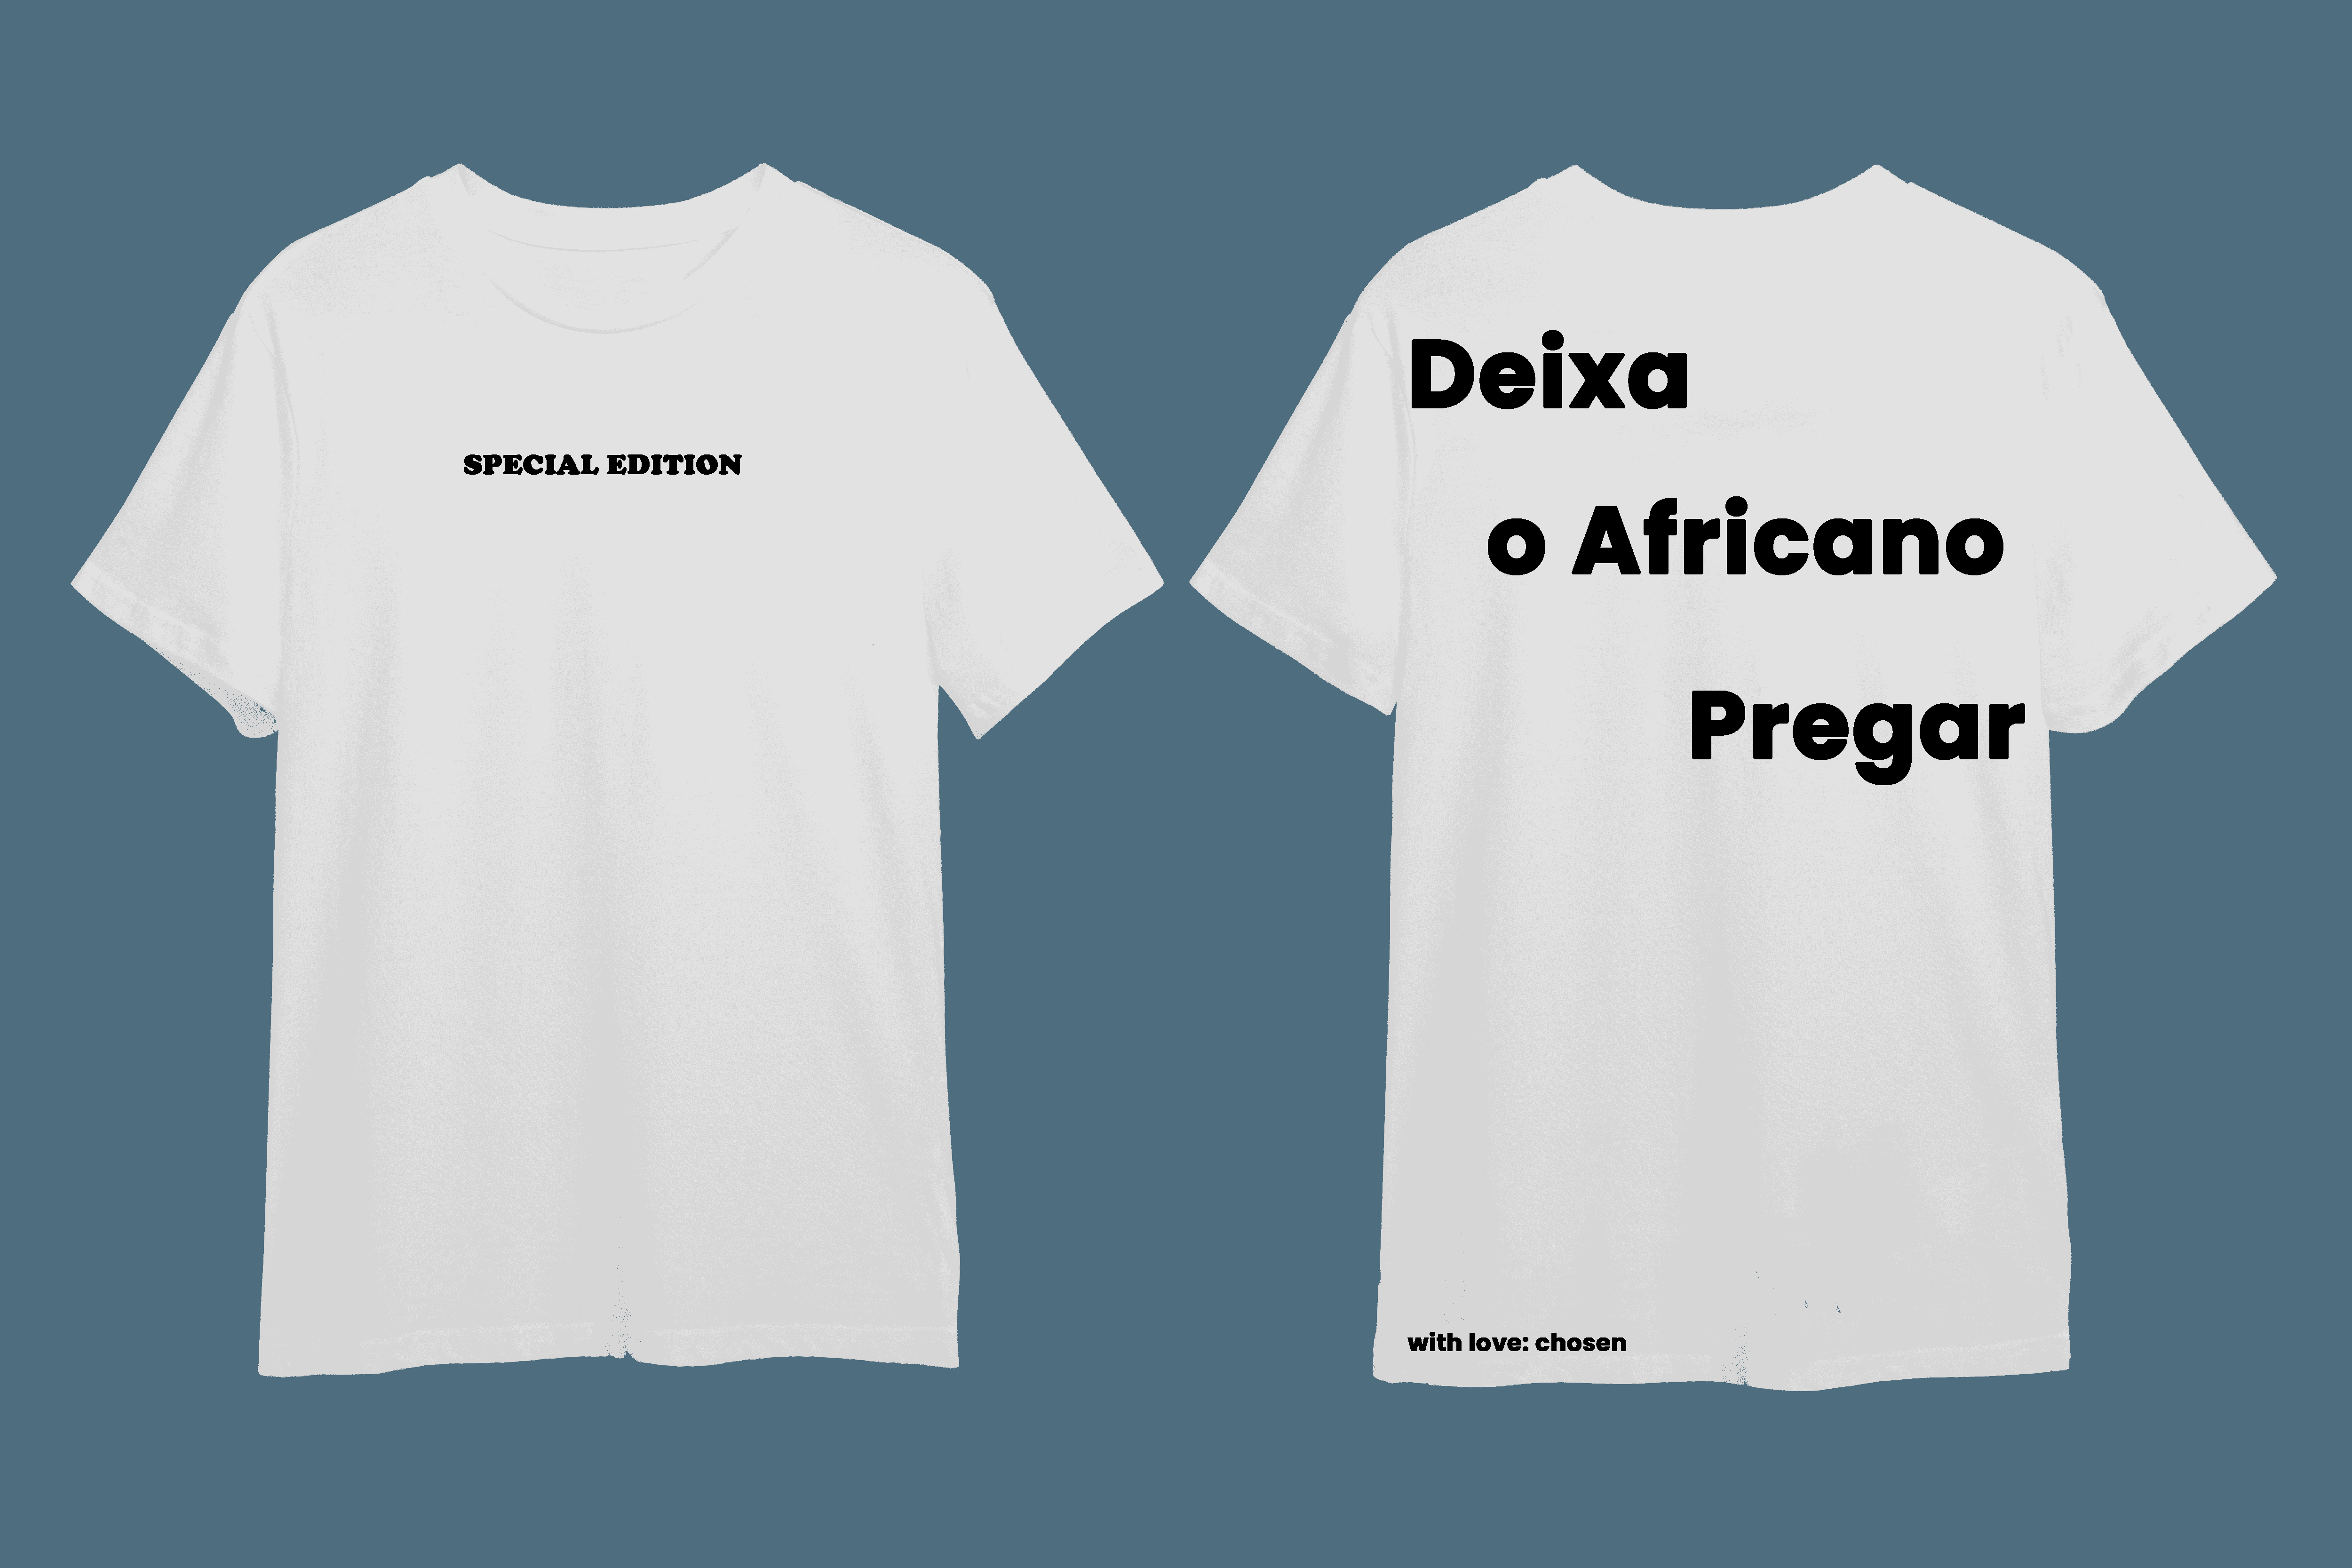 SPECIAL EDITION
Deixa
o Africano
Pregar
with love: chosen